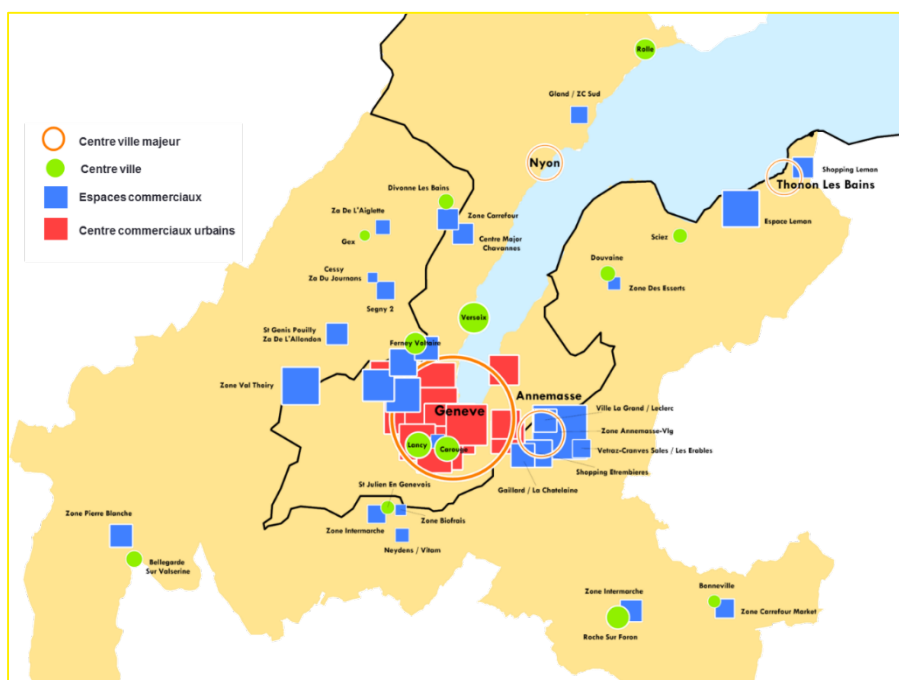 Rolle
Gland / ZC Sud
Centre ville majeur
Centre ville
Espaces commerciaux
Centre commerciaux urbains
Nyon
Shopping Leman
Thonon Les Bains
Espace Leman
Divonne Les Bains
Za De L'Aiglette
Zone Carrefour
Gex
Centre Major
Chavannes
Sciez
Douvaine
Zone Des Esserts
Cessy
Za Du Journans
Segny 2
Versoix
St Genis Pouilly
Za De L'Allondon
Ferney Voltaire
Zone Val Thoiry
Annemasse
Geneve
Ville La Grand / Leclerc
Zone Annemasse-Vlg
Lancy
Carouge
Vetraz-Cranves Sales / Les Erables
Shopping Etrembieres
St Julien En Genevois
Gaillard / La Chatelaine
Zone Pierre Blanche
Zone Intermarche
Zone Biofrais
Neydens / Vitam
Bellegarde
Sur Valserine
Zone Intermarche
Bonneville
Zone Carrefour Market
Roche Sur Foron